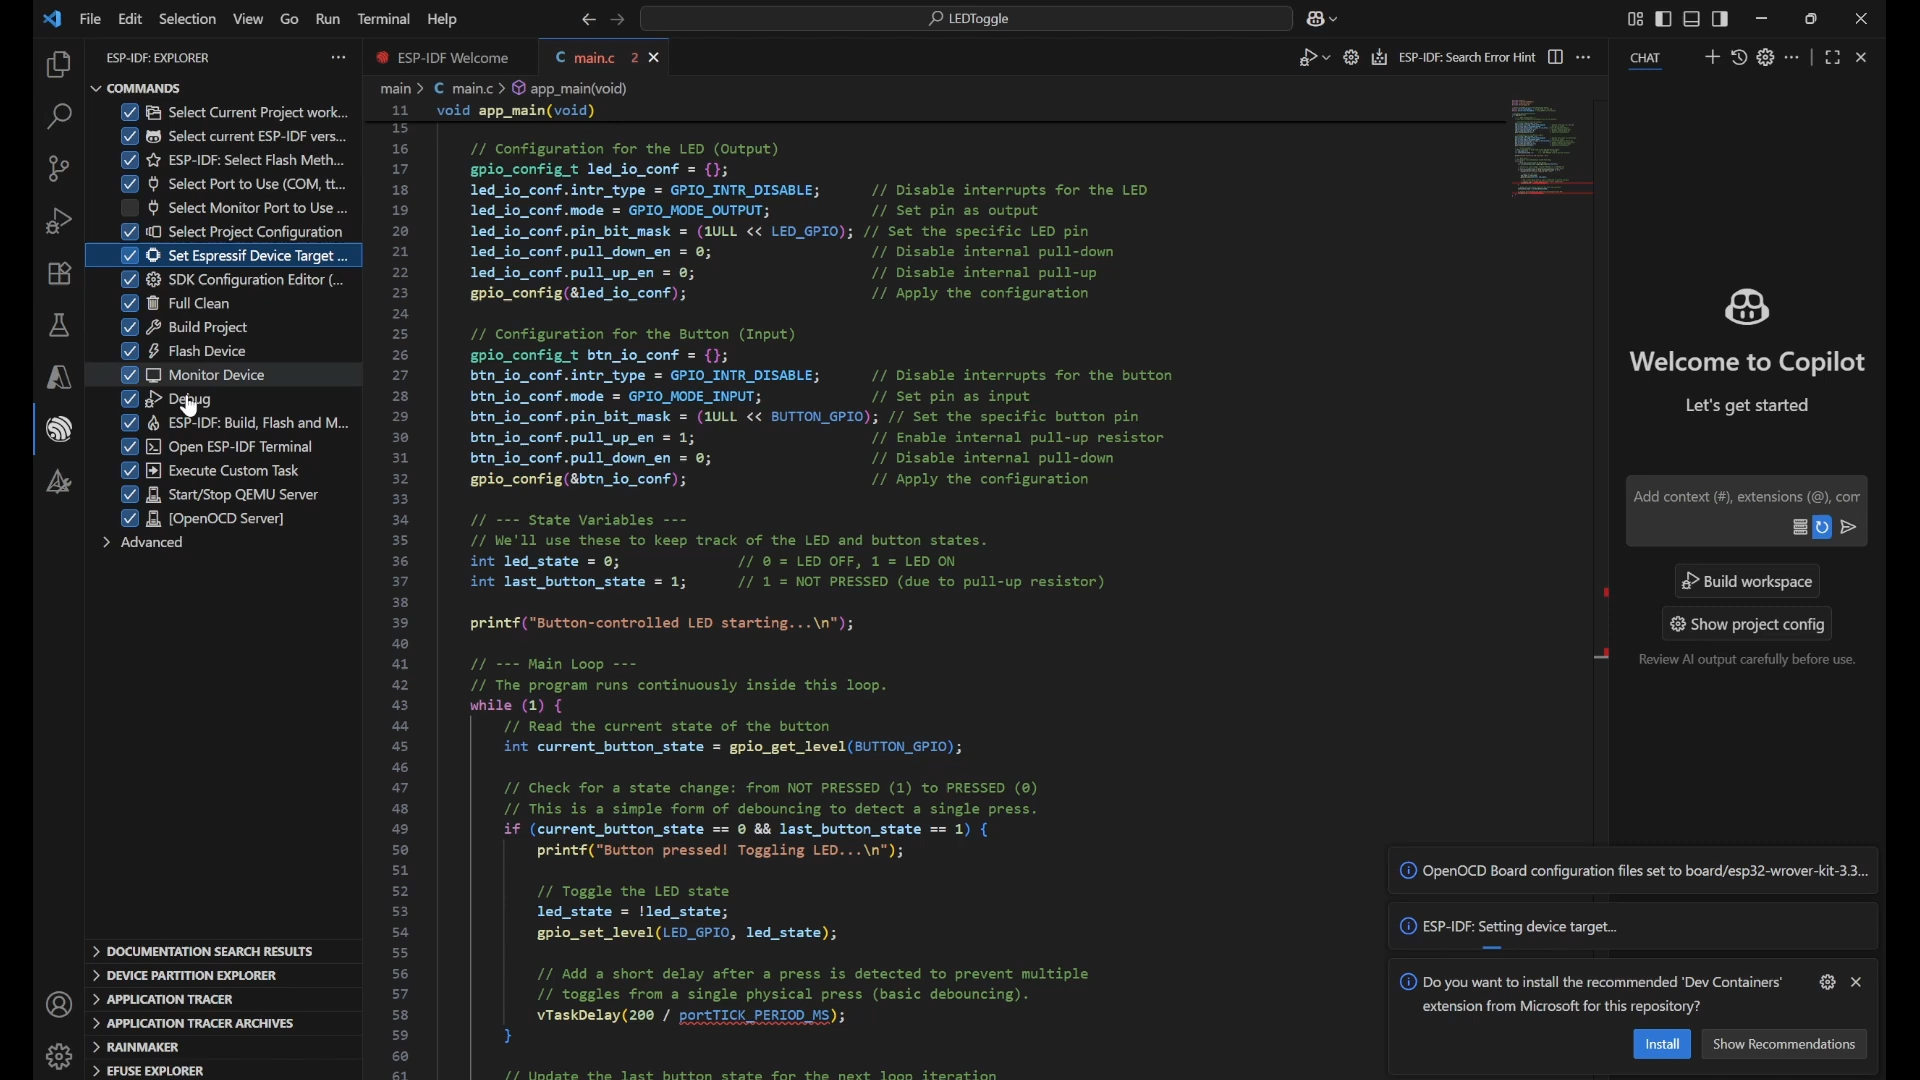 File Edit Selection View Go Run Terminal Help
LEDToggle
ESP-IDF: EXPLORER
ESP-IDF Welcome
main.c 2
ESP-IDF: Search Error Hint
CHAT
COMMANDS
Select Current Project work...
Select current ESP-IDF vers...
ESP-IDF: Select Flash Meth...
Select Port to Use (COM, tt...
Select Monitor Port to Use ...
Select Project Configuration
Set Espressif Device Target ...
SDK Configuration Editor (...
Full Clean
Build Project
Flash Device
Monitor Device
Debug
ESP-IDF: Build, Flash and M...
Open ESP-IDF Terminal
Execute Custom Task
Start/Stop QEMU Server
[OpenOCD Server]
Advanced
DOCUMENTATION SEARCH RESULTS
DEVICE PARTITION EXPLORER
APPLICATION TRACER
APPLICATION TRACER ARCHIVES
RAINMAKER
EFUSE EXPLORER
main > C main.c > app_main(void)
11 void app_main(void)
15
16 // Configuration for the LED (Output)
17 gpio_config_t led_io_conf = {};
18 led_io_conf.intr_type = GPIO_INTR_DISABLE; // Disable interrupts for the LED
19 led_io_conf.mode = GPIO_MODE_OUTPUT; // Set pin as output
20 led_io_conf.pin_bit_mask = (1ULL << LED_GPIO); // Set the specific LED pin
21 led_io_conf.pull_down_en = 0; // Disable internal pull-down
22 led_io_conf.pull_up_en = 0; // Disable internal pull-up
23 gpio_config(&led_io_conf); // Apply the configuration
24
25 // Configuration for the Button (Input)
26 gpio_config_t btn_io_conf = {};
27 btn_io_conf.intr_type = GPIO_INTR_DISABLE; // Disable interrupts for the button
28 btn_io_conf.mode = GPIO_MODE_INPUT; // Set pin as input
29 btn_io_conf.pin_bit_mask = (1ULL << BUTTON_GPIO); // Set the specific button pin
30 btn_io_conf.pull_up_en = 1; // Enable internal pull-up resistor
31 btn_io_conf.pull_down_en = 0; // Disable internal pull-down
32 gpio_config(&btn_io_conf); // Apply the configuration
33
34 // --- State Variables ---
35 // We'll use these to keep track of the LED and button states.
36 int led_state = 0; // 0 = LED OFF, 1 = LED ON
37 int last_button_state = 1; // 1 = NOT PRESSED (due to pull-up resistor)
38
39 printf("Button-controlled LED starting...\n");
40
41 // --- Main Loop ---
42 // The program runs continuously inside this loop.
43 while (1) {
44 // Read the current state of the button
45 int current_button_state = gpio_get_level(BUTTON_GPIO);
46
47 // Check for a state change: from NOT PRESSED (1) to PRESSED (0)
48 // This is a simple form of debouncing to detect a single press.
49 if (current_button_state == 0 && last_button_state == 1) {
50 printf("Button pressed! Toggling LED...\n");
51
52 // Toggle the LED state
53 led_state = !led_state;
54 gpio_set_level(LED_GPIO, led_state);
55
56 // Add a short delay after a press is detected to prevent multiple
57 // toggles from a single physical press (basic debouncing).
58 vTaskDelay(200 / portTICK_PERIOD_MS);
59 }
60
61 // Update the last button state for the next loop iteration
Welcome to Copilot
Let's get started
Add context (#), extensions (@), com
Build workspace
Show project config
Review AI output carefully before use.
OpenOCD Board configuration files set to board/esp32-wrover-kit-3.3...
ESP-IDF: Setting device target...
Do you want to install the recommended 'Dev Containers'
extension from Microsoft for this repository?
Install
Show Recommendations